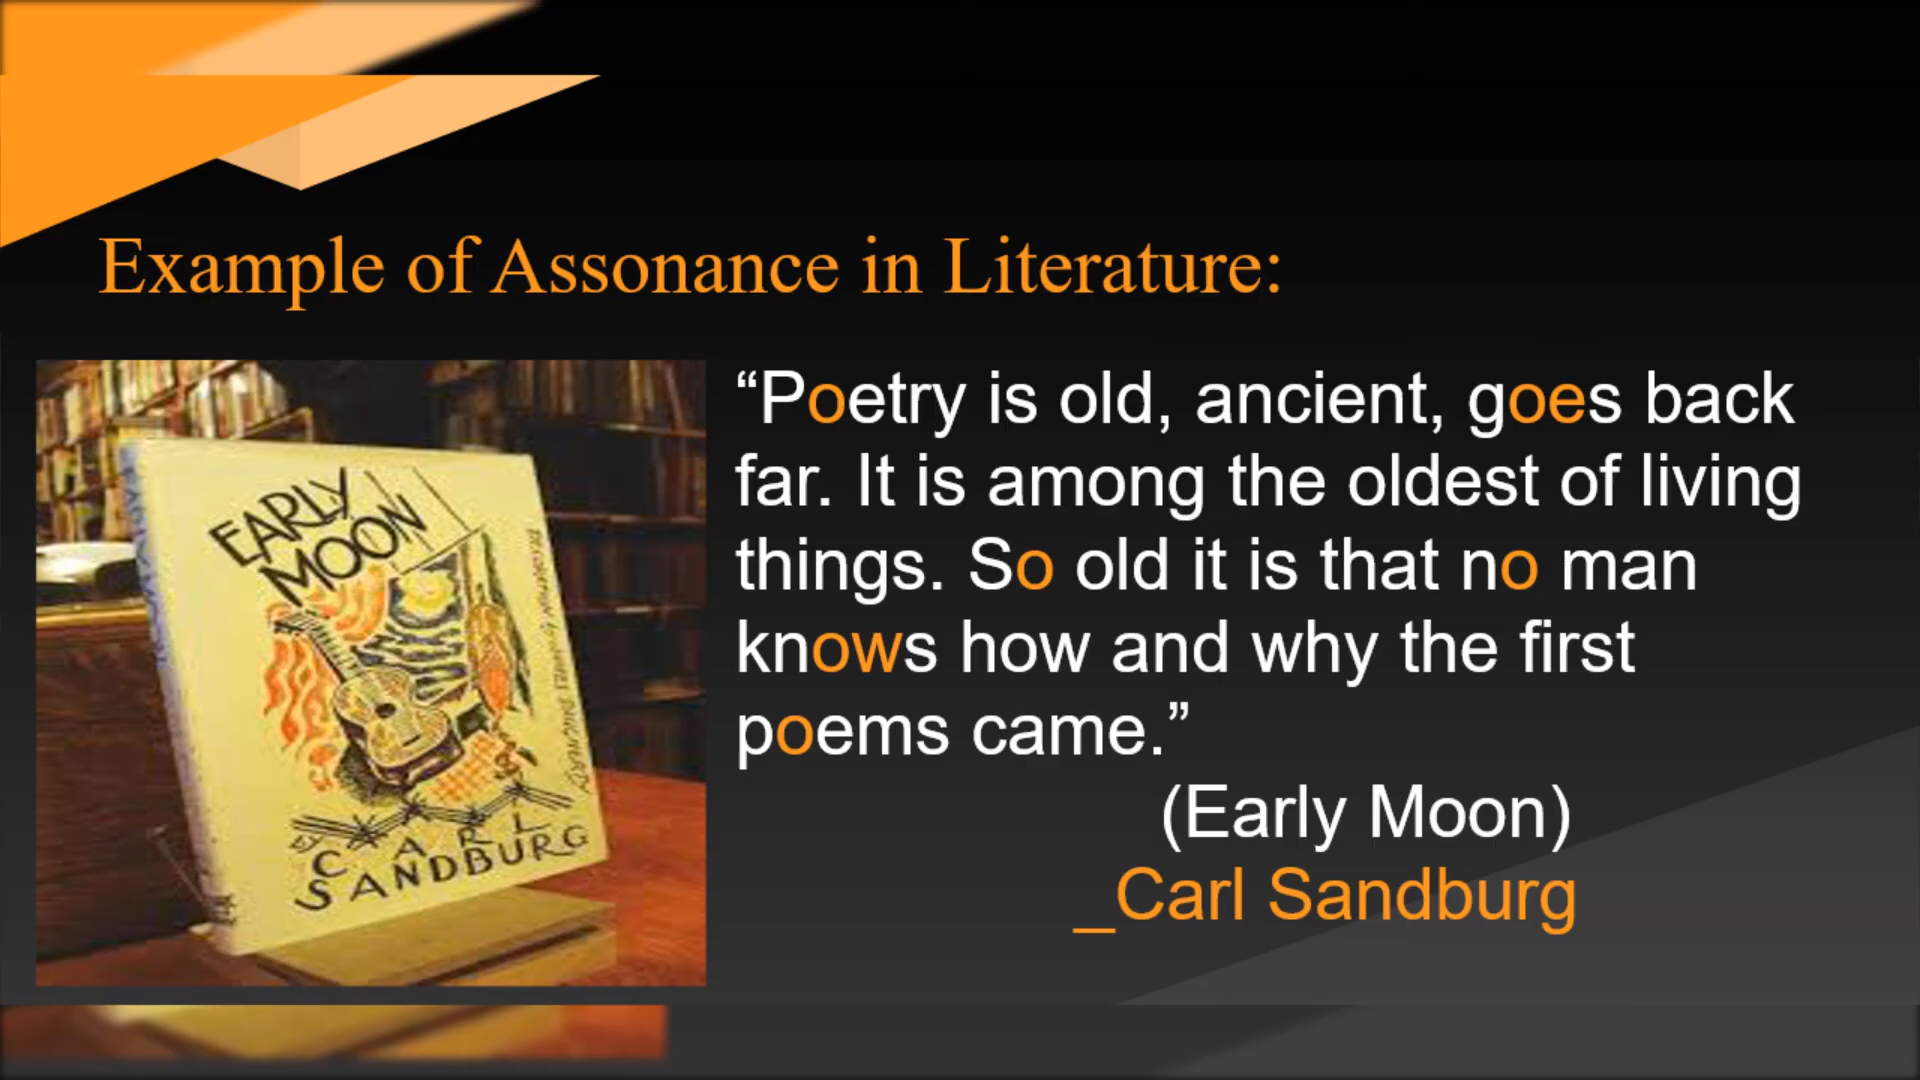 Example of Assonance in Literature:
“Poetry is old, ancient, goes back
far. It is among the oldest of living
things. So old it is that no man
knows how and why the first
poems came.”
(Early Moon)
_Carl Sandburg
EARLY
MOON
BY
CARL
SANDBURG